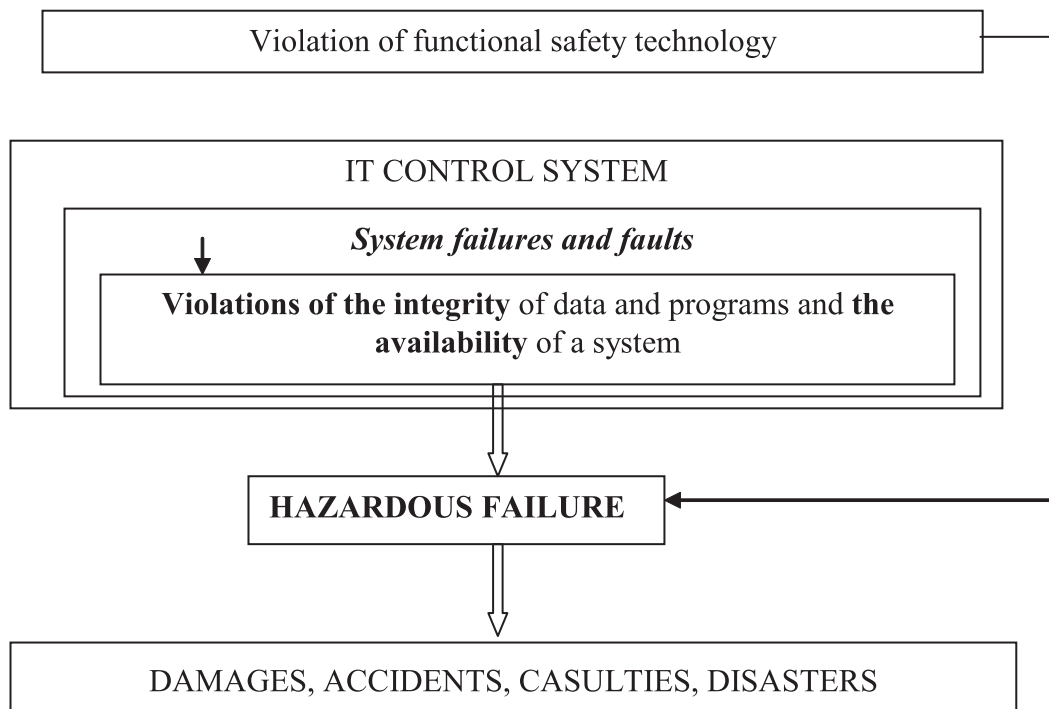 Violation of functional safety technology
IT CONTROL SYSTEM
System failures and faults
Violations of the integrity of data and programs and the
availability of a system
HAZARDOUS FAILURE
DAMAGES, ACCIDENTS, CASULTIES, DISASTERS